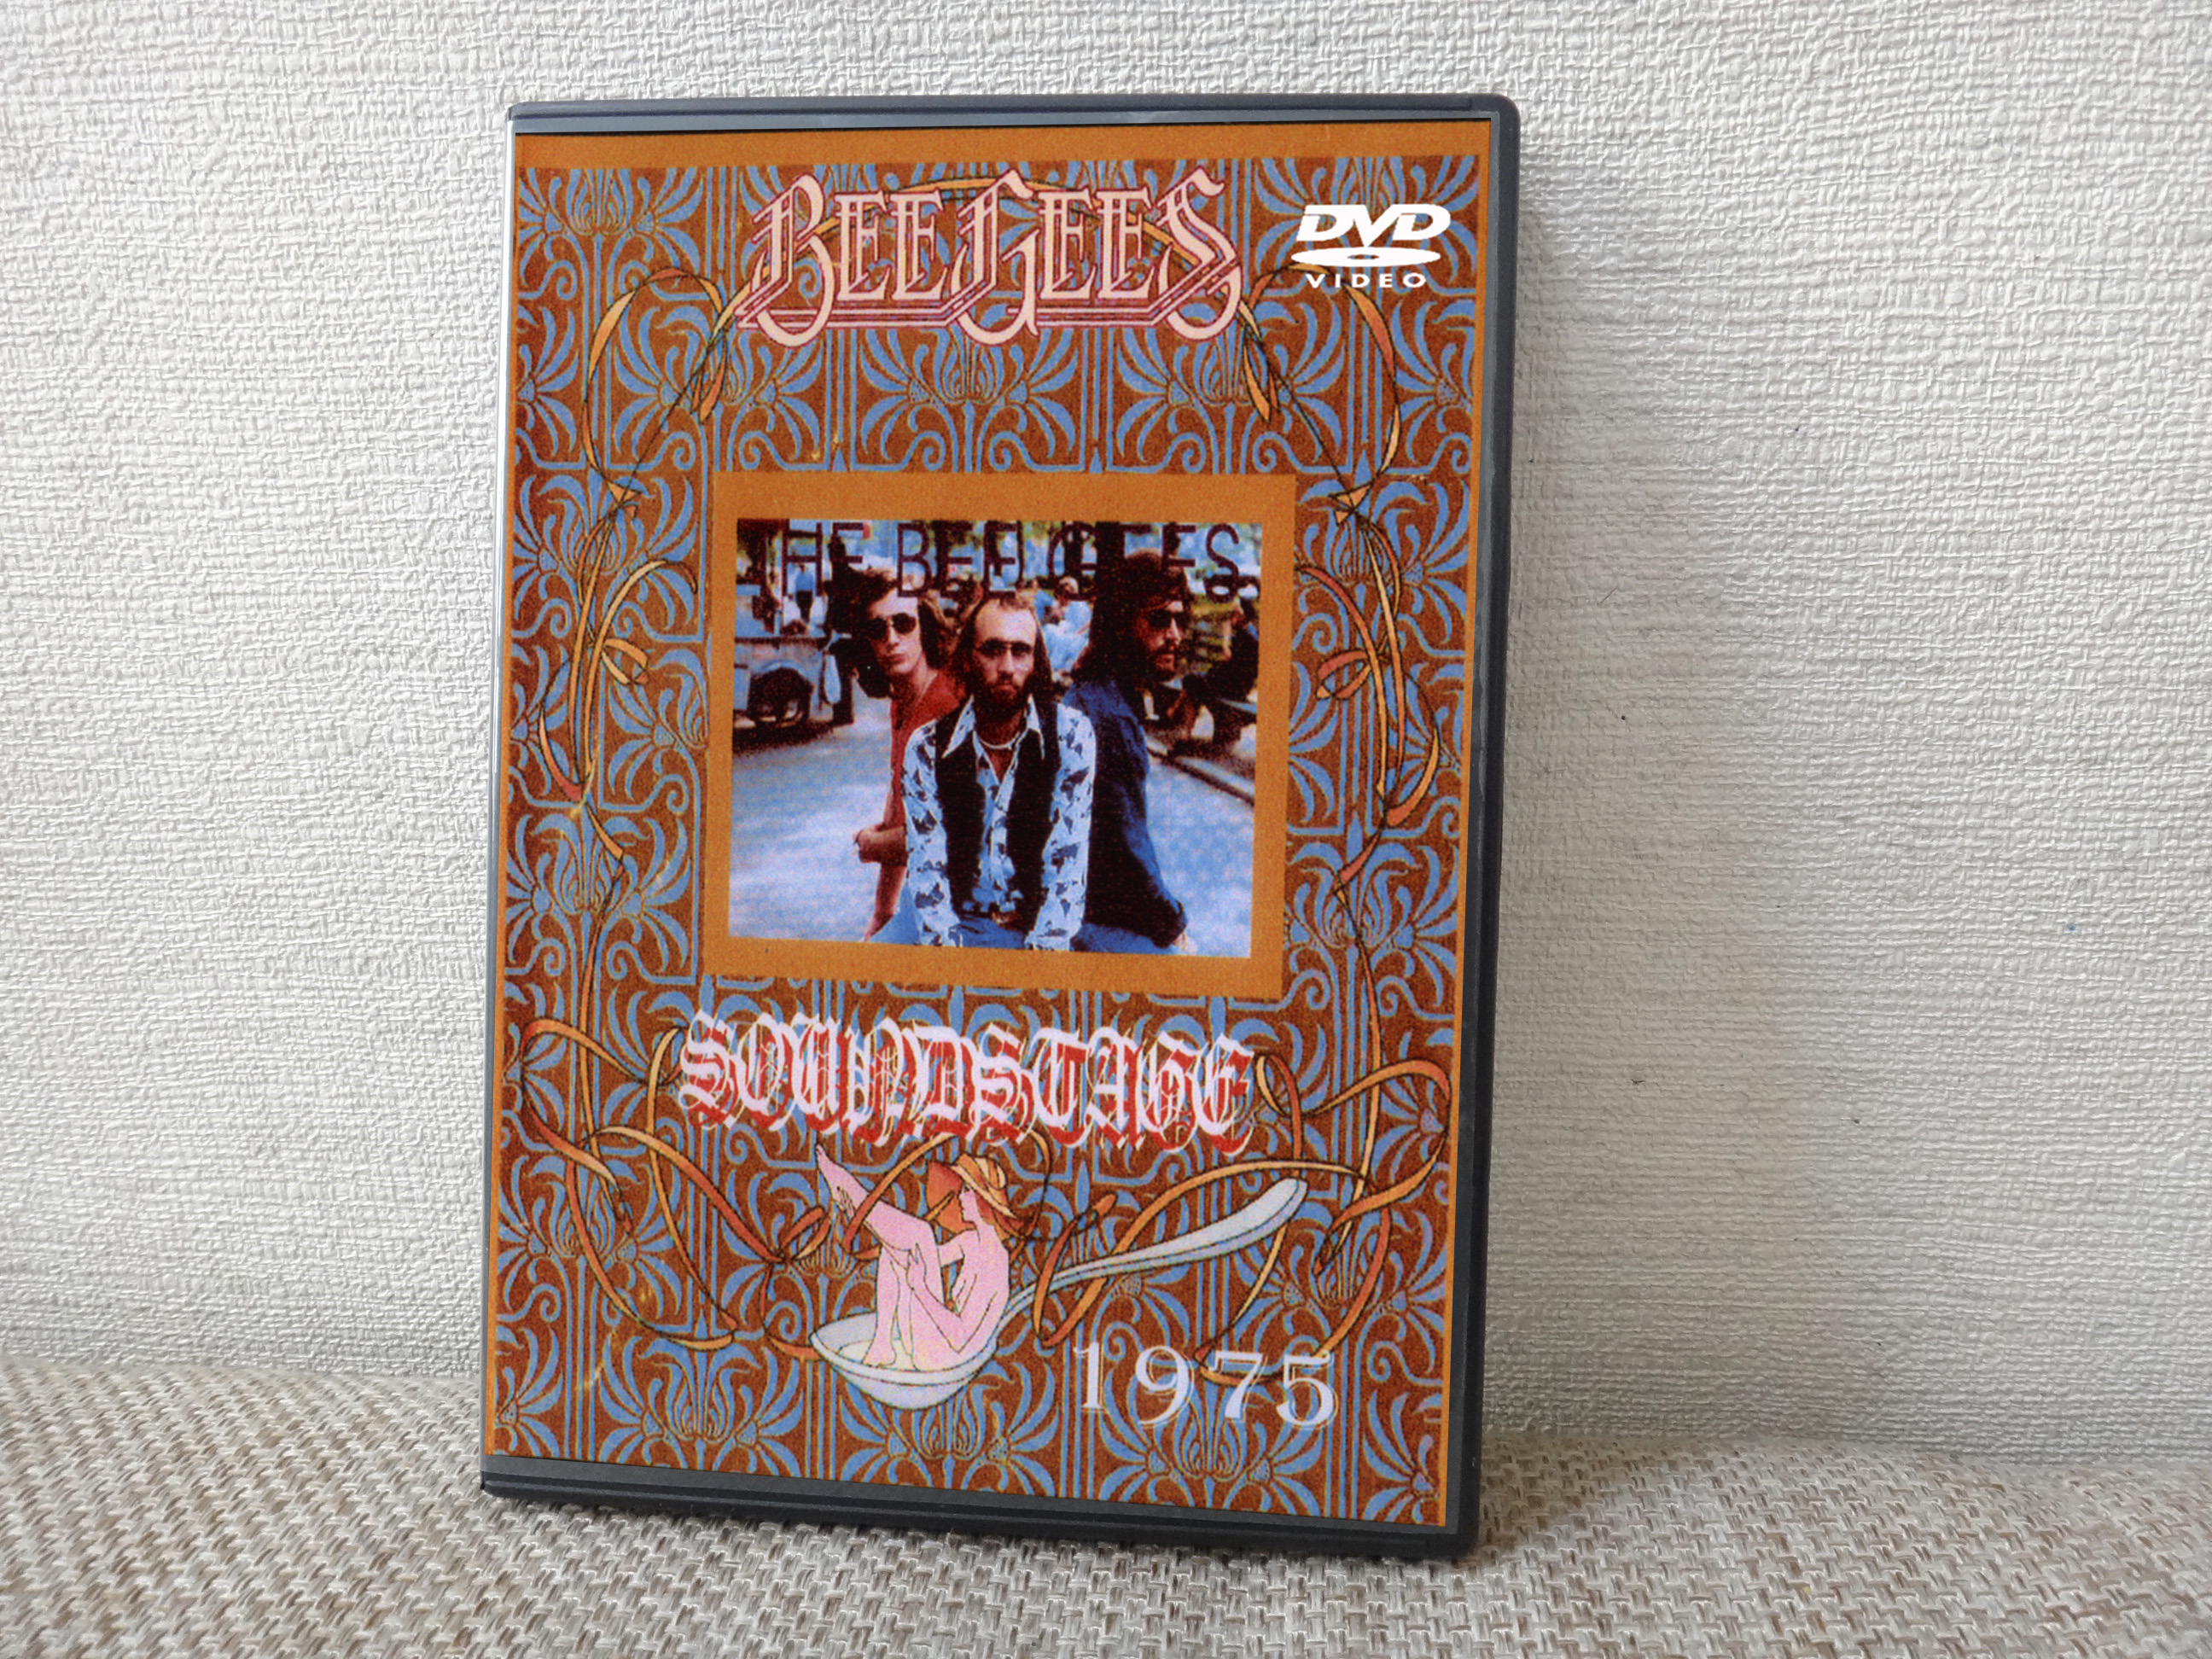 BEE GEES
DVD
VIDEO
THE BEE GEES
SOUNDSTAGE
1975